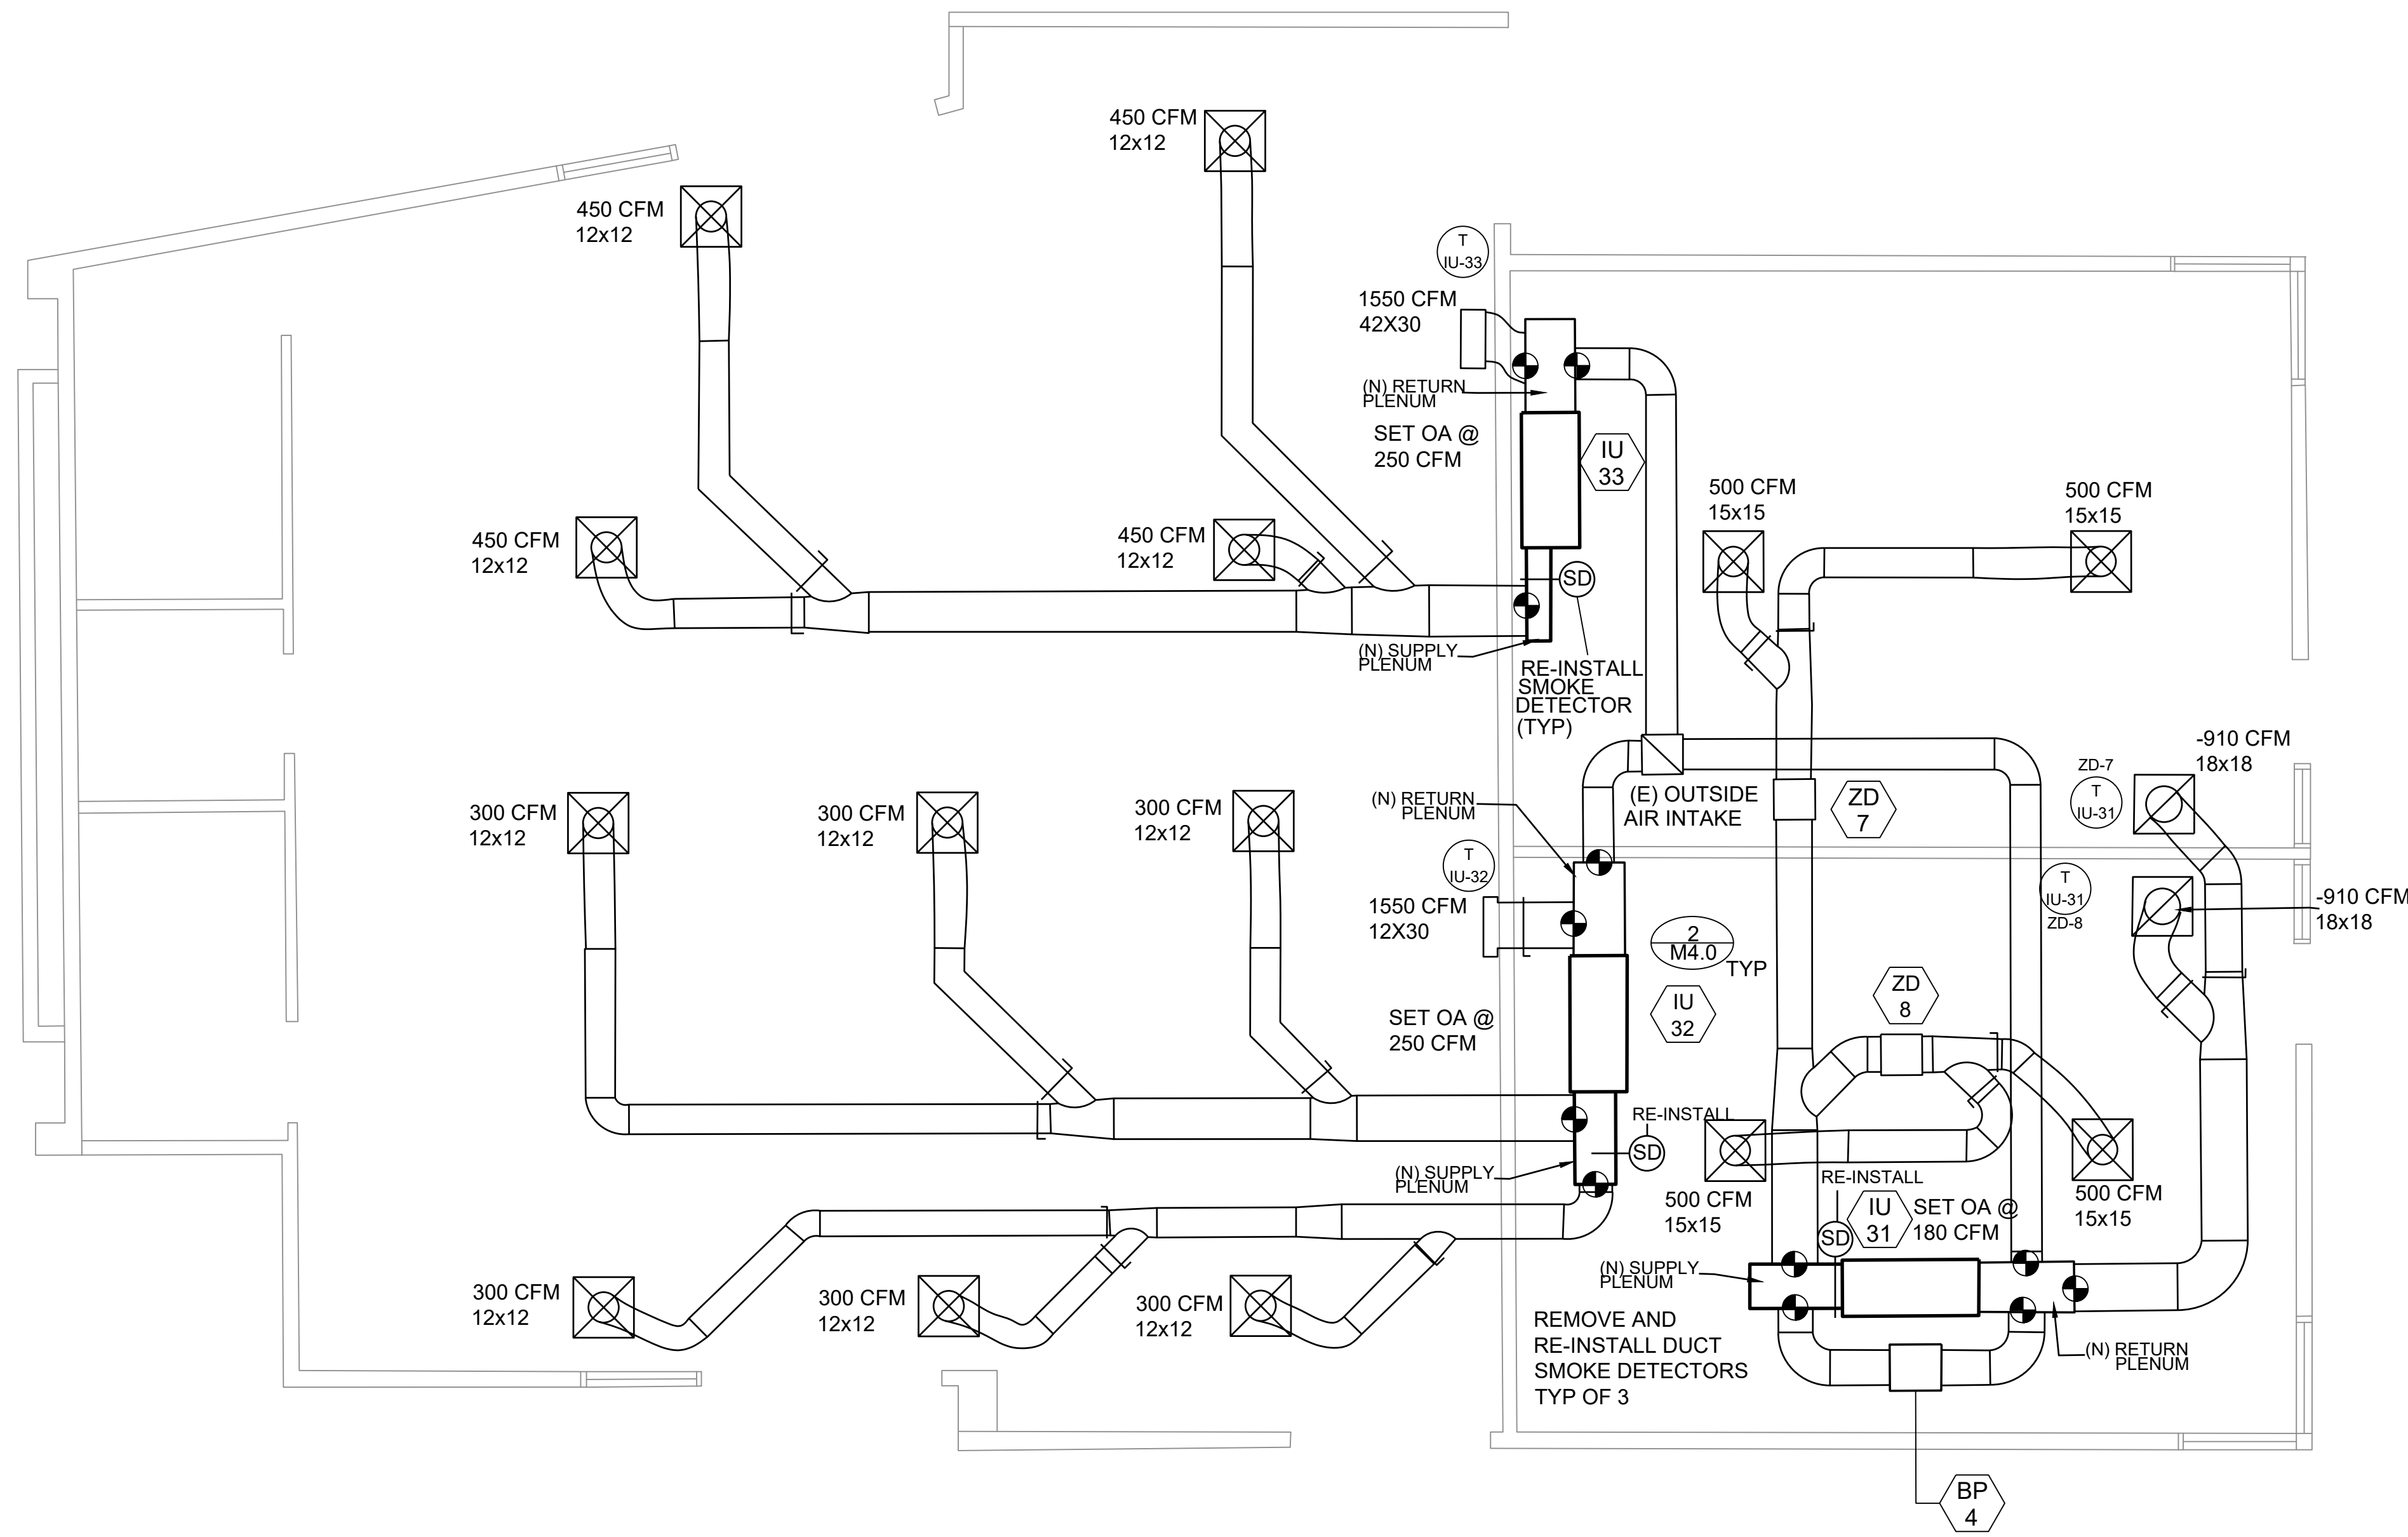 450 CFM
12x12
450 CFM
12x12
T
IU-33
1550 CFM
42X30
(N) RETURN
PLENUM
SET OA @
250 CFM
IU
33
500 CFM
15x15
500 CFM
15x15
450 CFM
12x12
450 CFM
12x12
SD
(N) SUPPLY
PLENUM
RE-INSTALL
SMOKE
DETECTOR
(TYP)
-910 CFM
18x18
ZD-7
T
IU-31
(E) OUTSIDE
AIR INTAKE
ZD
7
(N) RETURN
PLENUM
300 CFM
12x12
300 CFM
12x12
300 CFM
12x12
T
IU-32
1550 CFM
12X30
T
IU-31
ZD-8
-910 CFM
18x18
2
M4.0
TYP
ZD
8
IU
32
SET OA @
250 CFM
RE-INSTALL
SD
(N) SUPPLY
PLENUM
500 CFM
15x15
RE-INSTALL
SD
IU
31
SET OA @
180 CFM
500 CFM
15x15
(N) SUPPLY
PLENUM
300 CFM
12x12
300 CFM
12x12
300 CFM
12x12
REMOVE AND
RE-INSTALL DUCT
SMOKE DETECTORS
TYP OF 3
(N) RETURN
PLENUM
BP
4